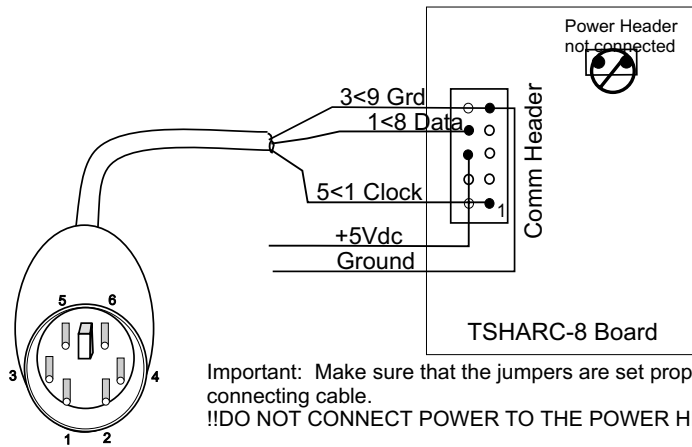 Power Header
not connected
3<9 Grd
1<8 Data
Comm Header
5<1 Clock
1
+5Vdc
Ground
5 6
3 4
1 2
TSHARC-8 Board
Important: Make sure that the jumpers are set prop
connecting cable.
!!DO NOT CONNECT POWER TO THE POWER H